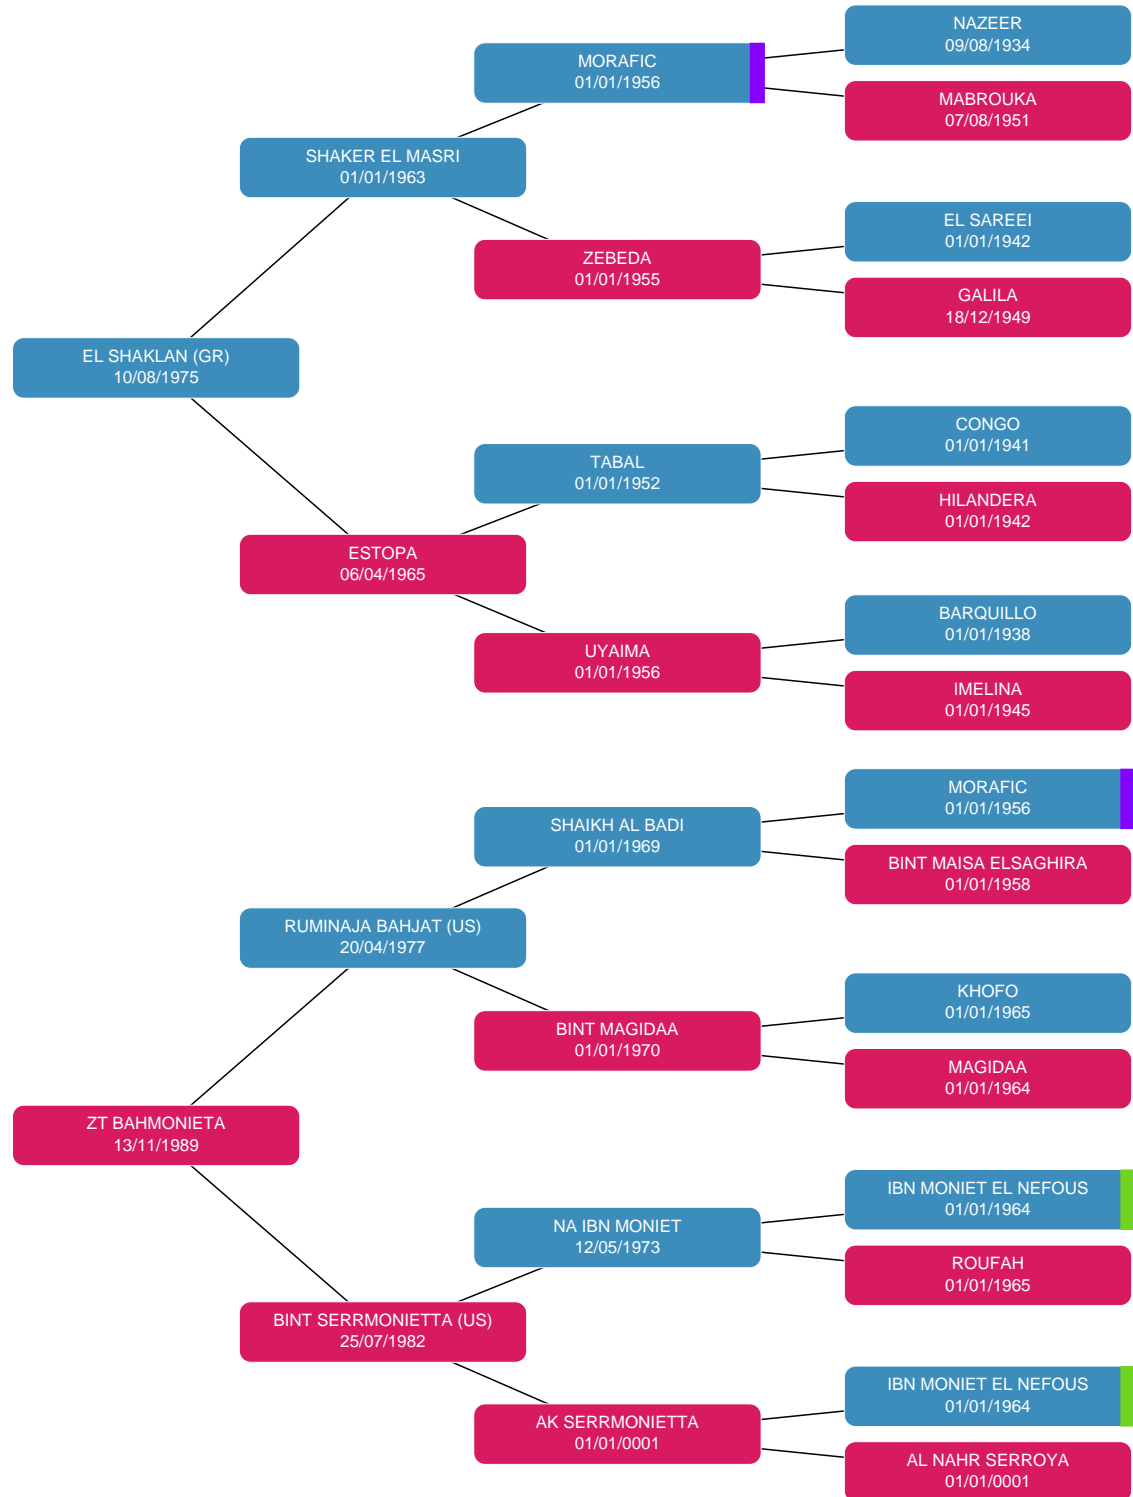 NAZEER
09/08/1934
MORAFIC
01/01/1956
MABROUKA
07/08/1951
SHAKER EL MASRI
01/01/1963
EL SAREEI
01/01/1942
ZEBEDA
01/01/1955
GALILA
18/12/1949
EL SHAKLAN (GR)
10/08/1975
CONGO
01/01/1941
TABAL
01/01/1952
HILANDERA
01/01/1942
ESTOPA
06/04/1965
BARQUILLO
01/01/1938
UYAIMA
01/01/1956
IMELINA
01/01/1945
MORAFIC
01/01/1956
SHAIKH AL BADI
01/01/1969
BINT MAISA ELSAGHIRA
01/01/1958
RUMINAJA BAHJAT (US)
20/04/1977
KHOFO
01/01/1965
BINT MAGIDAA
01/01/1970
MAGIDAA
01/01/1964
ZT BAHMONIETA
13/11/1989
IBN MONIET EL NEFOUS
01/01/1964
NA IBN MONIET
12/05/1973
ROUFAH
01/01/1965
BINT SERRMONIETTA (US)
25/07/1982
IBN MONIET EL NEFOUS
01/01/1964
AK SERRMONIETTA
01/01/0001
AL NAHR SERROYA
01/01/0001